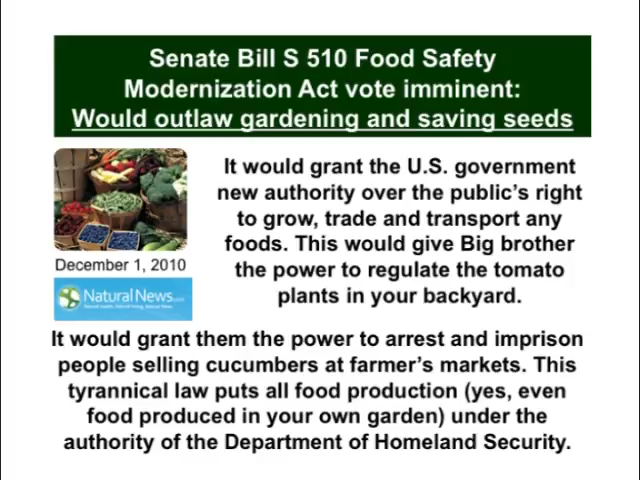 Senate Bill S 510 Food Safety
Modernization Act vote imminent:
Would outlaw gardening and saving seeds
It would grant the U.S. government
new authority over the public's right
to grow, trade and transport any
foods. This would give Big brother
the power to regulate the tomato
plants in your backyard.
December 1, 2010
NaturalNews.com
It would grant them the power to arrest and imprison
people selling cucumbers at farmer's markets. This
tyrannical law puts all food production (yes, even
food produced in your own garden) under the
authority of the Department of Homeland Security.